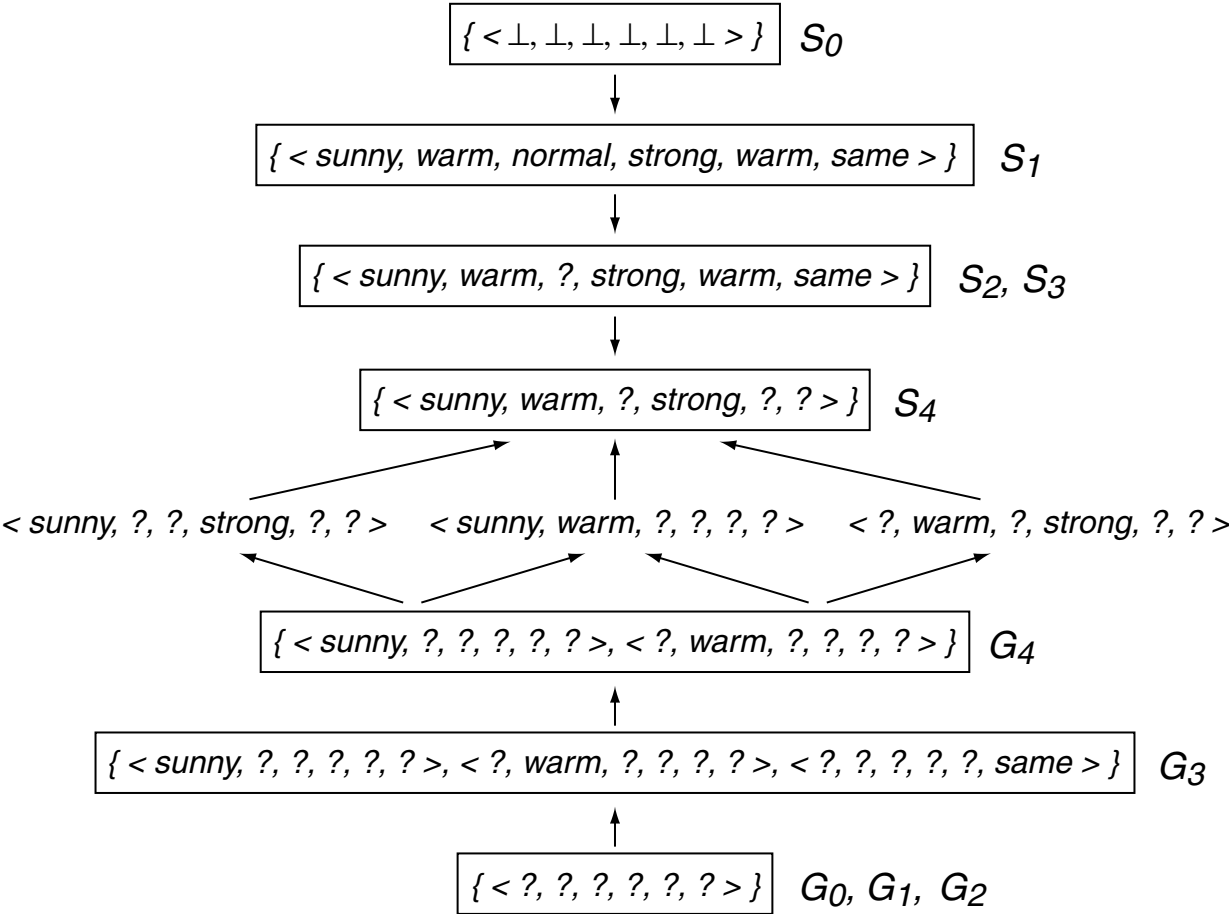 { < ⊥, ⊥, ⊥, ⊥, ⊥, ⊥ > } S0
{ < sunny, warm, normal, strong, warm, same > } S1
{ < sunny, warm, ?, strong, warm, same > } S2, S3
{ < sunny, warm, ?, strong, ?, ? > } S4
< sunny, ?, ?, strong, ?, ? > < sunny, warm, ?, ?, ?, ? > < ?, warm, ?, strong, ?, ? >
{ < sunny, ?, ?, ?, ?, ? >, < ?, warm, ?, ?, ?, ? > } G4
{ < sunny, ?, ?, ?, ?, ? >, < ?, warm, ?, ?, ?, ? >, < ?, ?, ?, ?, ?, same > } G3
{ < ?, ?, ?, ?, ?, ? > } G0, G1, G2